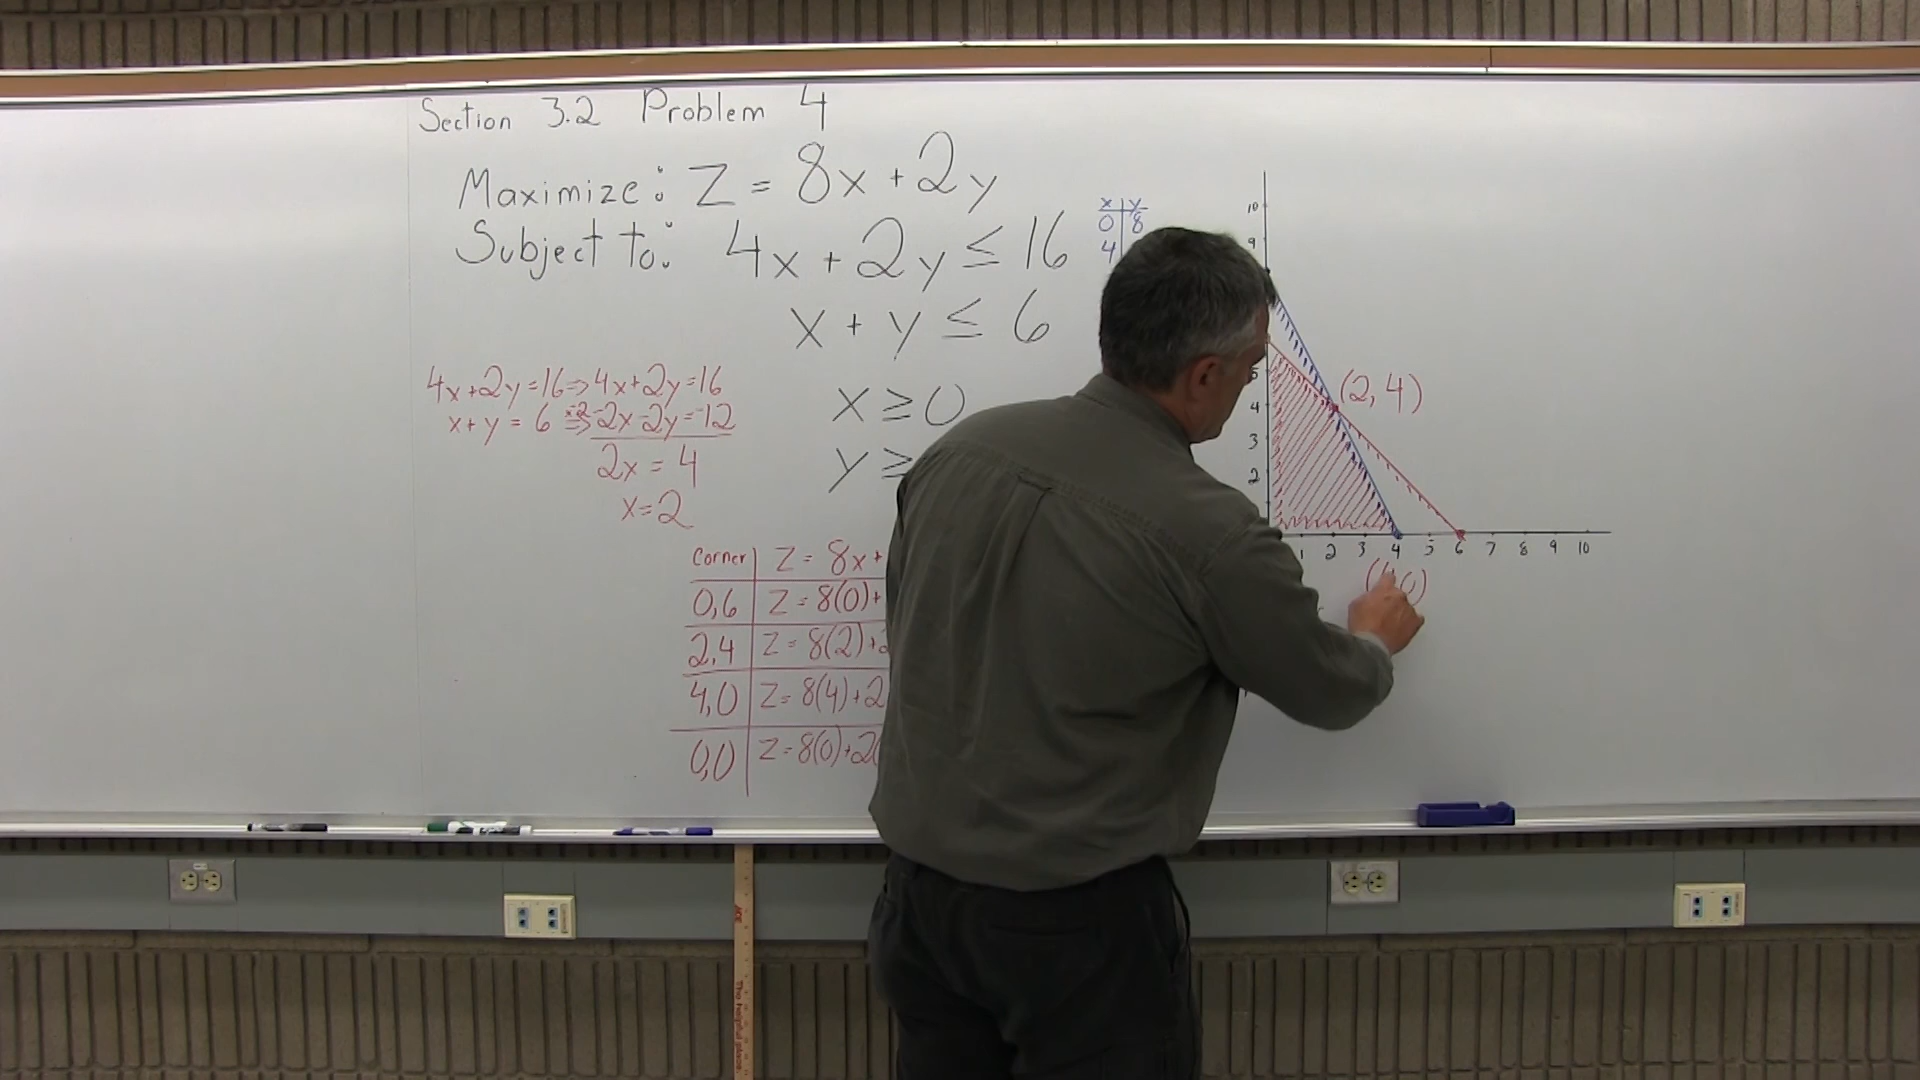 Section 3.2 Problem 4
Maximize: Z = 8x + 2y
Subject to: 4x + 2y ≤ 16
x + y ≤ 6
x ≥ 0
y ≥
4x+2y=16 ⇒ 4x+2y=16
x+y = 6 ×-2 ⇒ -2x-2y=-12
2x = 4
x=2
Corner Z = 8x+
0,6 Z = 8(0)+
2,4 Z = 8(2)+2
4,0 Z = 8(4)+2
0,0 Z = 8(0)+2(
x y
0 8
4
10
9
5
4
3
2
(2,4)
1 2 3 4 5 6 7 8 9 10